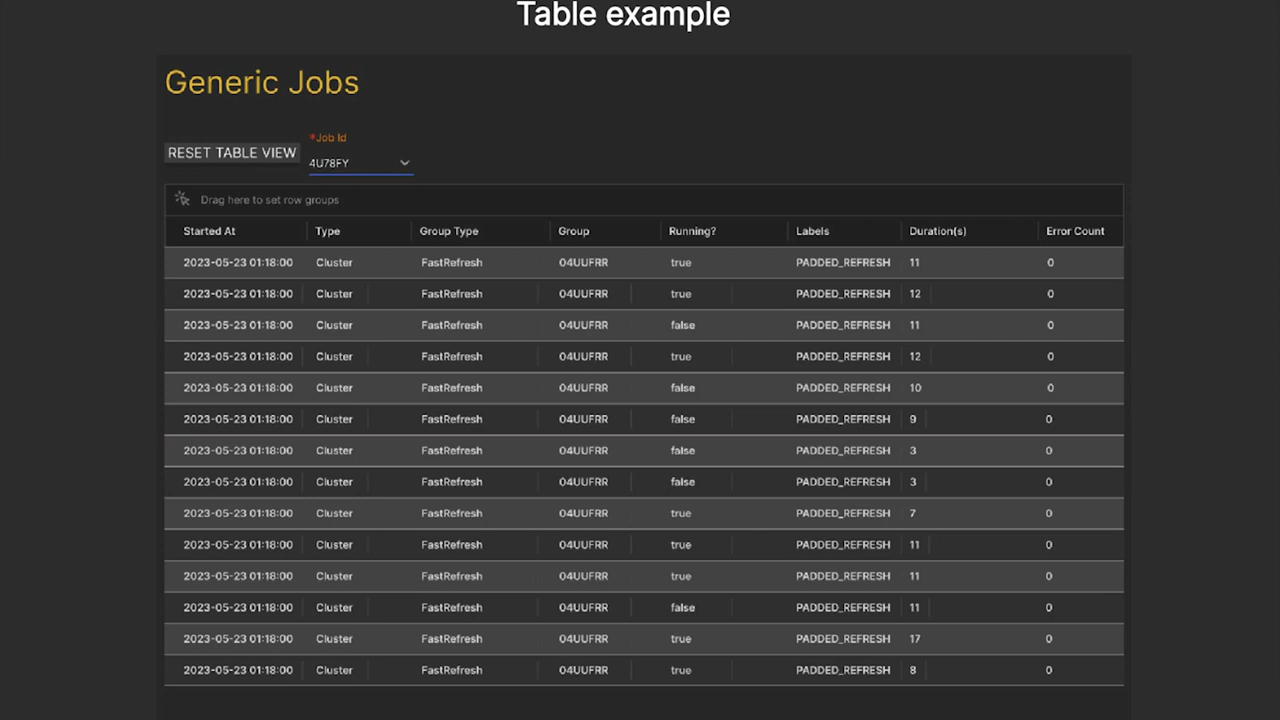 Table example
Generic Jobs
*Job Id
RESET TABLE VIEW 4U78FY
Drag here to set row groups
Started At Type Group Type Group Running? Labels Duration(s) Error Count
2023-05-23 01:18:00 Cluster FastRefresh 04UUFRR true PADDED_REFRESH 11 0
2023-05-23 01:18:00 Cluster FastRefresh 04UUFRR true PADDED_REFRESH 12 0
2023-05-23 01:18:00 Cluster FastRefresh 04UUFRR false PADDED_REFRESH 11 0
2023-05-23 01:18:00 Cluster FastRefresh 04UUFRR true PADDED_REFRESH 12 0
2023-05-23 01:18:00 Cluster FastRefresh 04UUFRR false PADDED_REFRESH 10 0
2023-05-23 01:18:00 Cluster FastRefresh 04UUFRR false PADDED_REFRESH 9 0
2023-05-23 01:18:00 Cluster FastRefresh 04UUFRR false PADDED_REFRESH 3 0
2023-05-23 01:18:00 Cluster FastRefresh 04UUFRR false PADDED_REFRESH 3 0
2023-05-23 01:18:00 Cluster FastRefresh 04UUFRR true PADDED_REFRESH 7 0
2023-05-23 01:18:00 Cluster FastRefresh 04UUFRR true PADDED_REFRESH 11 0
2023-05-23 01:18:00 Cluster FastRefresh 04UUFRR true PADDED_REFRESH 11 0
2023-05-23 01:18:00 Cluster FastRefresh 04UUFRR false PADDED_REFRESH 11 0
2023-05-23 01:18:00 Cluster FastRefresh 04UUFRR true PADDED_REFRESH 17 0
2023-05-23 01:18:00 Cluster FastRefresh 04UUFRR true PADDED_REFRESH 8 0